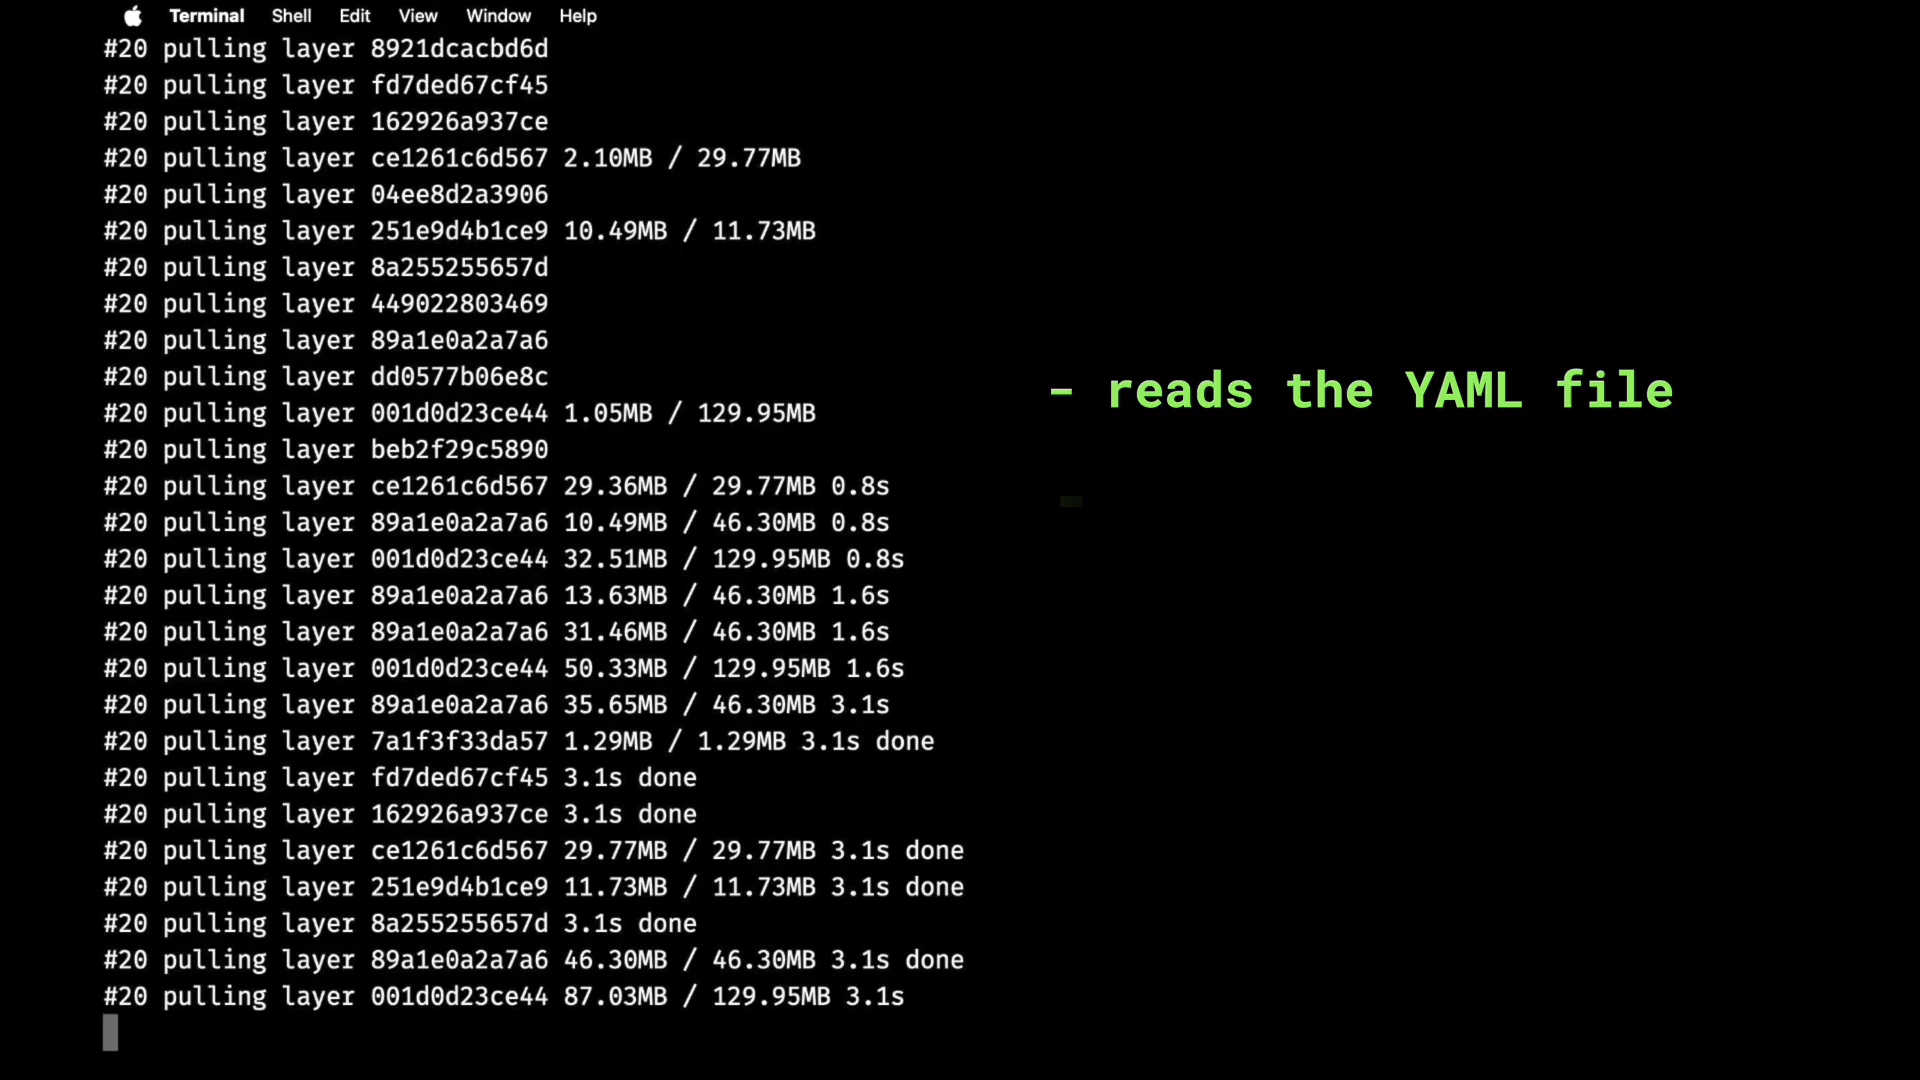 Terminal Shell Edit View Window Help
#20 pulling layer 8921dcacbd6d
#20 pulling layer fd7ded67cf45
#20 pulling layer 162926a937ce
#20 pulling layer ce1261c6d567 2.10MB / 29.77MB
#20 pulling layer 04ee8d2a3906
#20 pulling layer 251e9d4b1ce9 10.49MB / 11.73MB
#20 pulling layer 8a255255657d
#20 pulling layer 449022803469
#20 pulling layer 89a1e0a2a7a6
#20 pulling layer dd0577b06e8c
#20 pulling layer 001d0d23ce44 1.05MB / 129.95MB
#20 pulling layer beb2f29c5890
#20 pulling layer ce1261c6d567 29.36MB / 29.77MB 0.8s
#20 pulling layer 89a1e0a2a7a6 10.49MB / 46.30MB 0.8s
#20 pulling layer 001d0d23ce44 32.51MB / 129.95MB 0.8s
#20 pulling layer 89a1e0a2a7a6 13.63MB / 46.30MB 1.6s
#20 pulling layer 89a1e0a2a7a6 31.46MB / 46.30MB 1.6s
#20 pulling layer 001d0d23ce44 50.33MB / 129.95MB 1.6s
#20 pulling layer 89a1e0a2a7a6 35.65MB / 46.30MB 3.1s
#20 pulling layer 7a1f3f33da57 1.29MB / 1.29MB 3.1s done
#20 pulling layer fd7ded67cf45 3.1s done
#20 pulling layer 162926a937ce 3.1s done
#20 pulling layer ce1261c6d567 29.77MB / 29.77MB 3.1s done
#20 pulling layer 251e9d4b1ce9 11.73MB / 11.73MB 3.1s done
#20 pulling layer 8a255255657d 3.1s done
#20 pulling layer 89a1e0a2a7a6 46.30MB / 46.30MB 3.1s done
#20 pulling layer 001d0d23ce44 87.03MB / 129.95MB 3.1s
- reads the YAML file